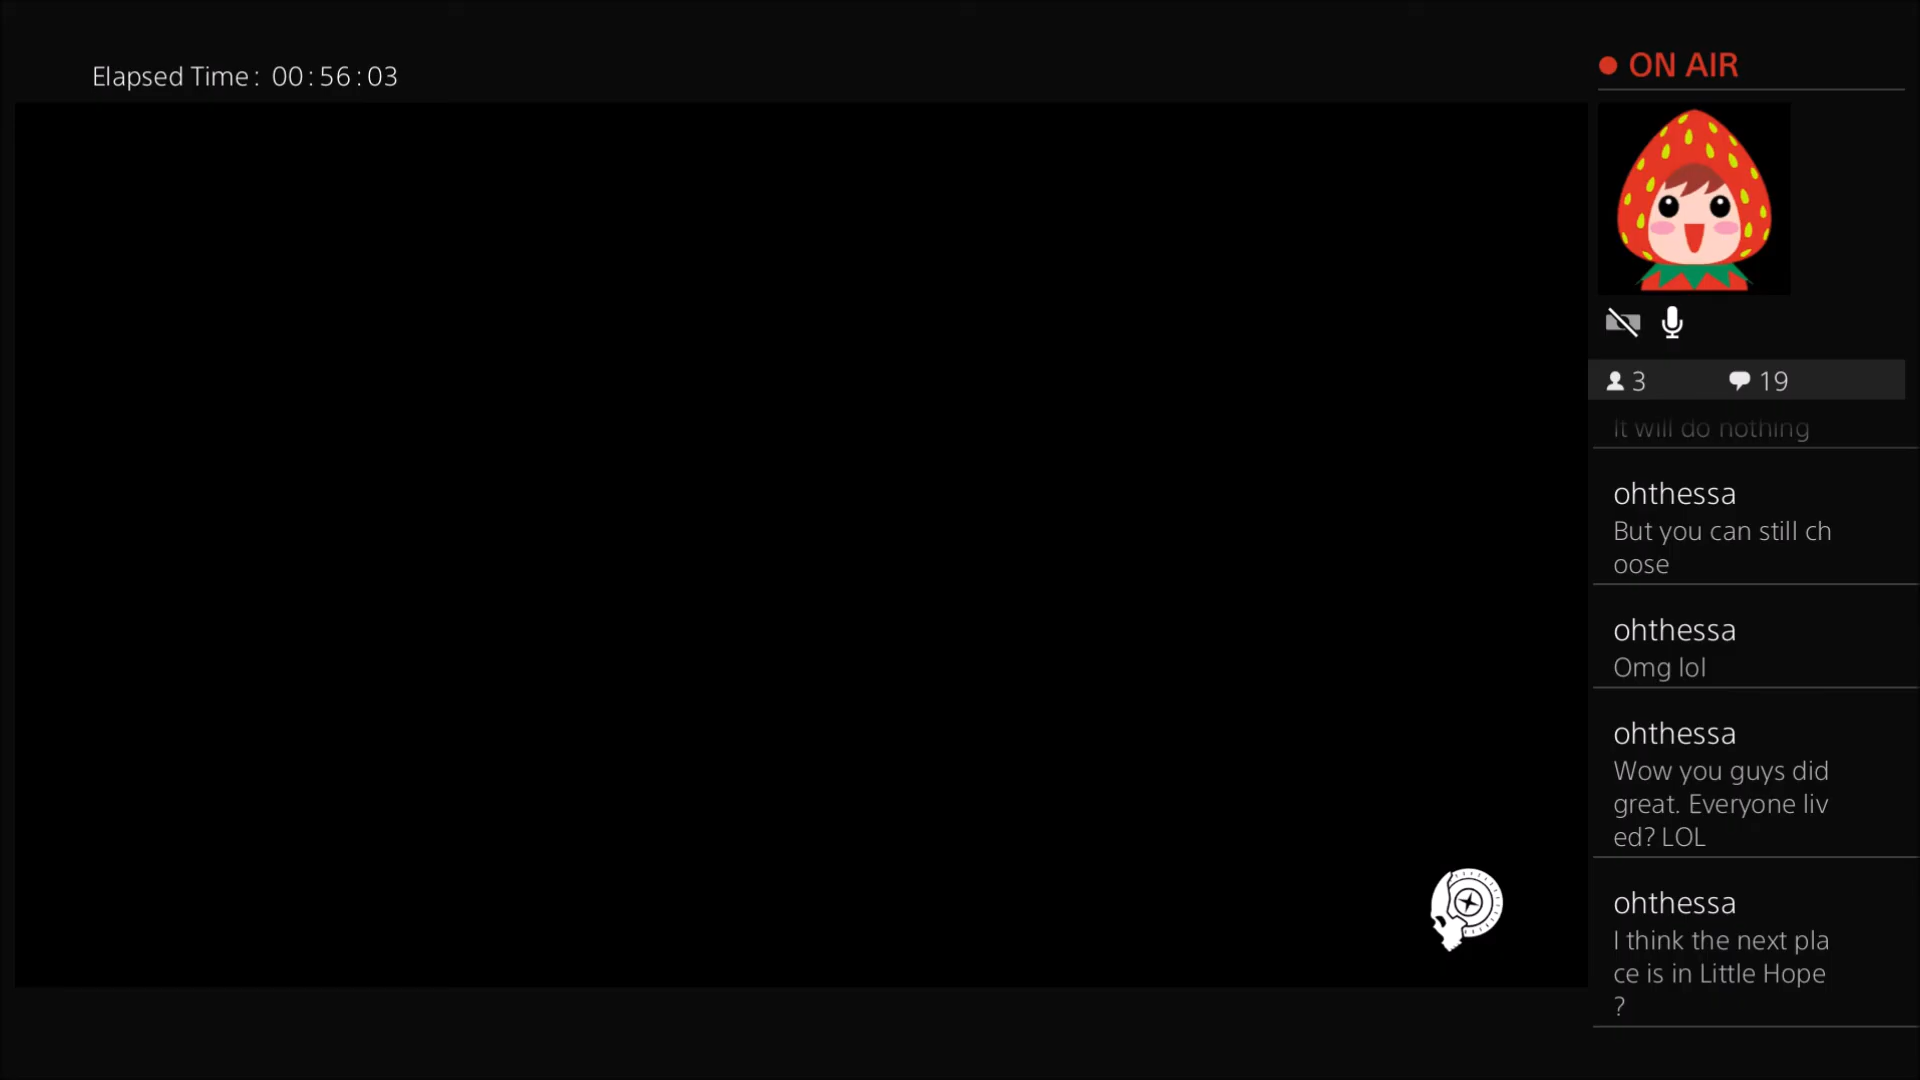 Elapsed Time: 00:56:03
ON AIR
3 19
It will do nothing
ohthessa
But you can still ch
oose
ohthessa
Omg lol
ohthessa
Wow you guys did
great. Everyone liv
ed? LOL
ohthessa
I think the next pla
ce is in Little Hope
?